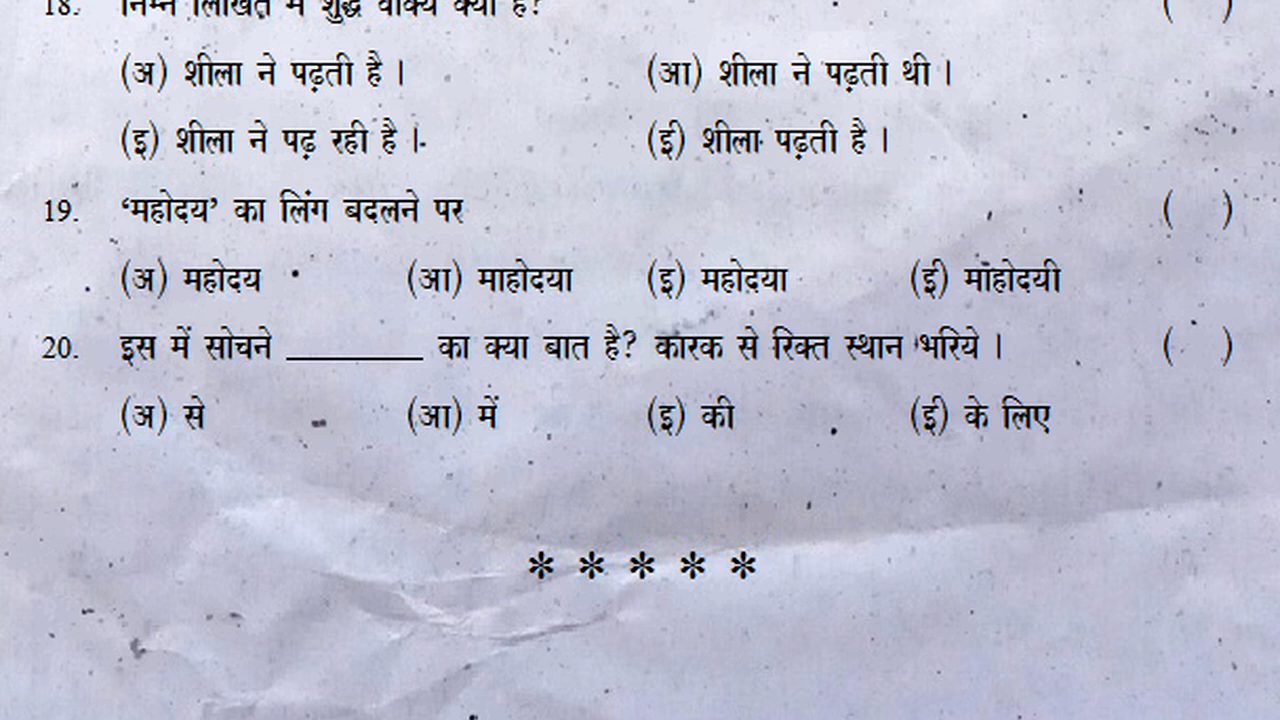 18. निम्न लिखित में शुद्ध वाक्य क्या है? ( )
(अ) शीला ने पढ़ती है । (आ) शीला ने पढ़ती थी ।
(इ) शीला ने पढ़ रही है । (ई) शीला पढ़ती है ।
19. ‘महोदय’ का लिंग बदलने पर ( )
(अ) महोदय (आ) माहोदया (इ) महोदया (ई) माहोदयी
20. इस में सोचने ________ का क्या बात है? कारक से रिक्त स्थान भरिये । ( )
(अ) से (आ) में (इ) की (ई) के लिए
* * * * *